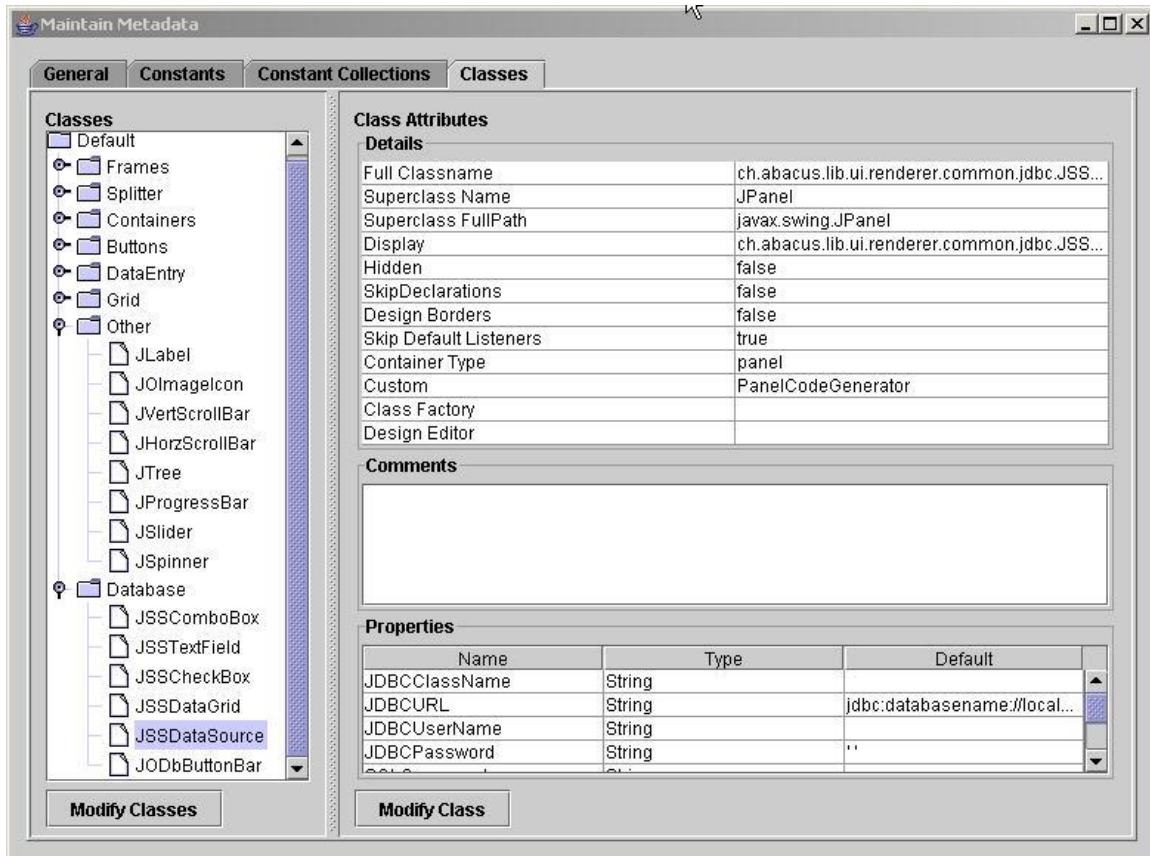 Maintain Metadata
General Constants Constant Collections Classes
Classes
Default
Frames
Splitter
Containers
Buttons
DataEntry
Grid
Other
JLabel
JOImageIcon
JVertScrollBar
JHorzScrollBar
JTree
JProgressBar
JSlider
JSpinner
Database
JSSComboBox
JSSTextField
JSSCheckBox
JSSDataGrid
JSSDataSource
JODbButtonBar
Modify Classes
Class Attributes
Details
Full Classname ch.abacus.lib.ui.renderer.common.jdbc.JSS...
Superclass Name JPanel
Superclass FullPath javax.swing.JPanel
Display ch.abacus.lib.ui.renderer.common.jdbc.JSS...
Hidden false
SkipDeclarations false
Design Borders false
Skip Default Listeners true
Container Type panel
Custom PanelCodeGenerator
Class Factory
Design Editor
Comments
Properties
Name Type Default
JDBCClassName String
JDBCURL String jdbc:databasename://local...
JDBCUserName String
JDBCPassword String ' '
Modify Class